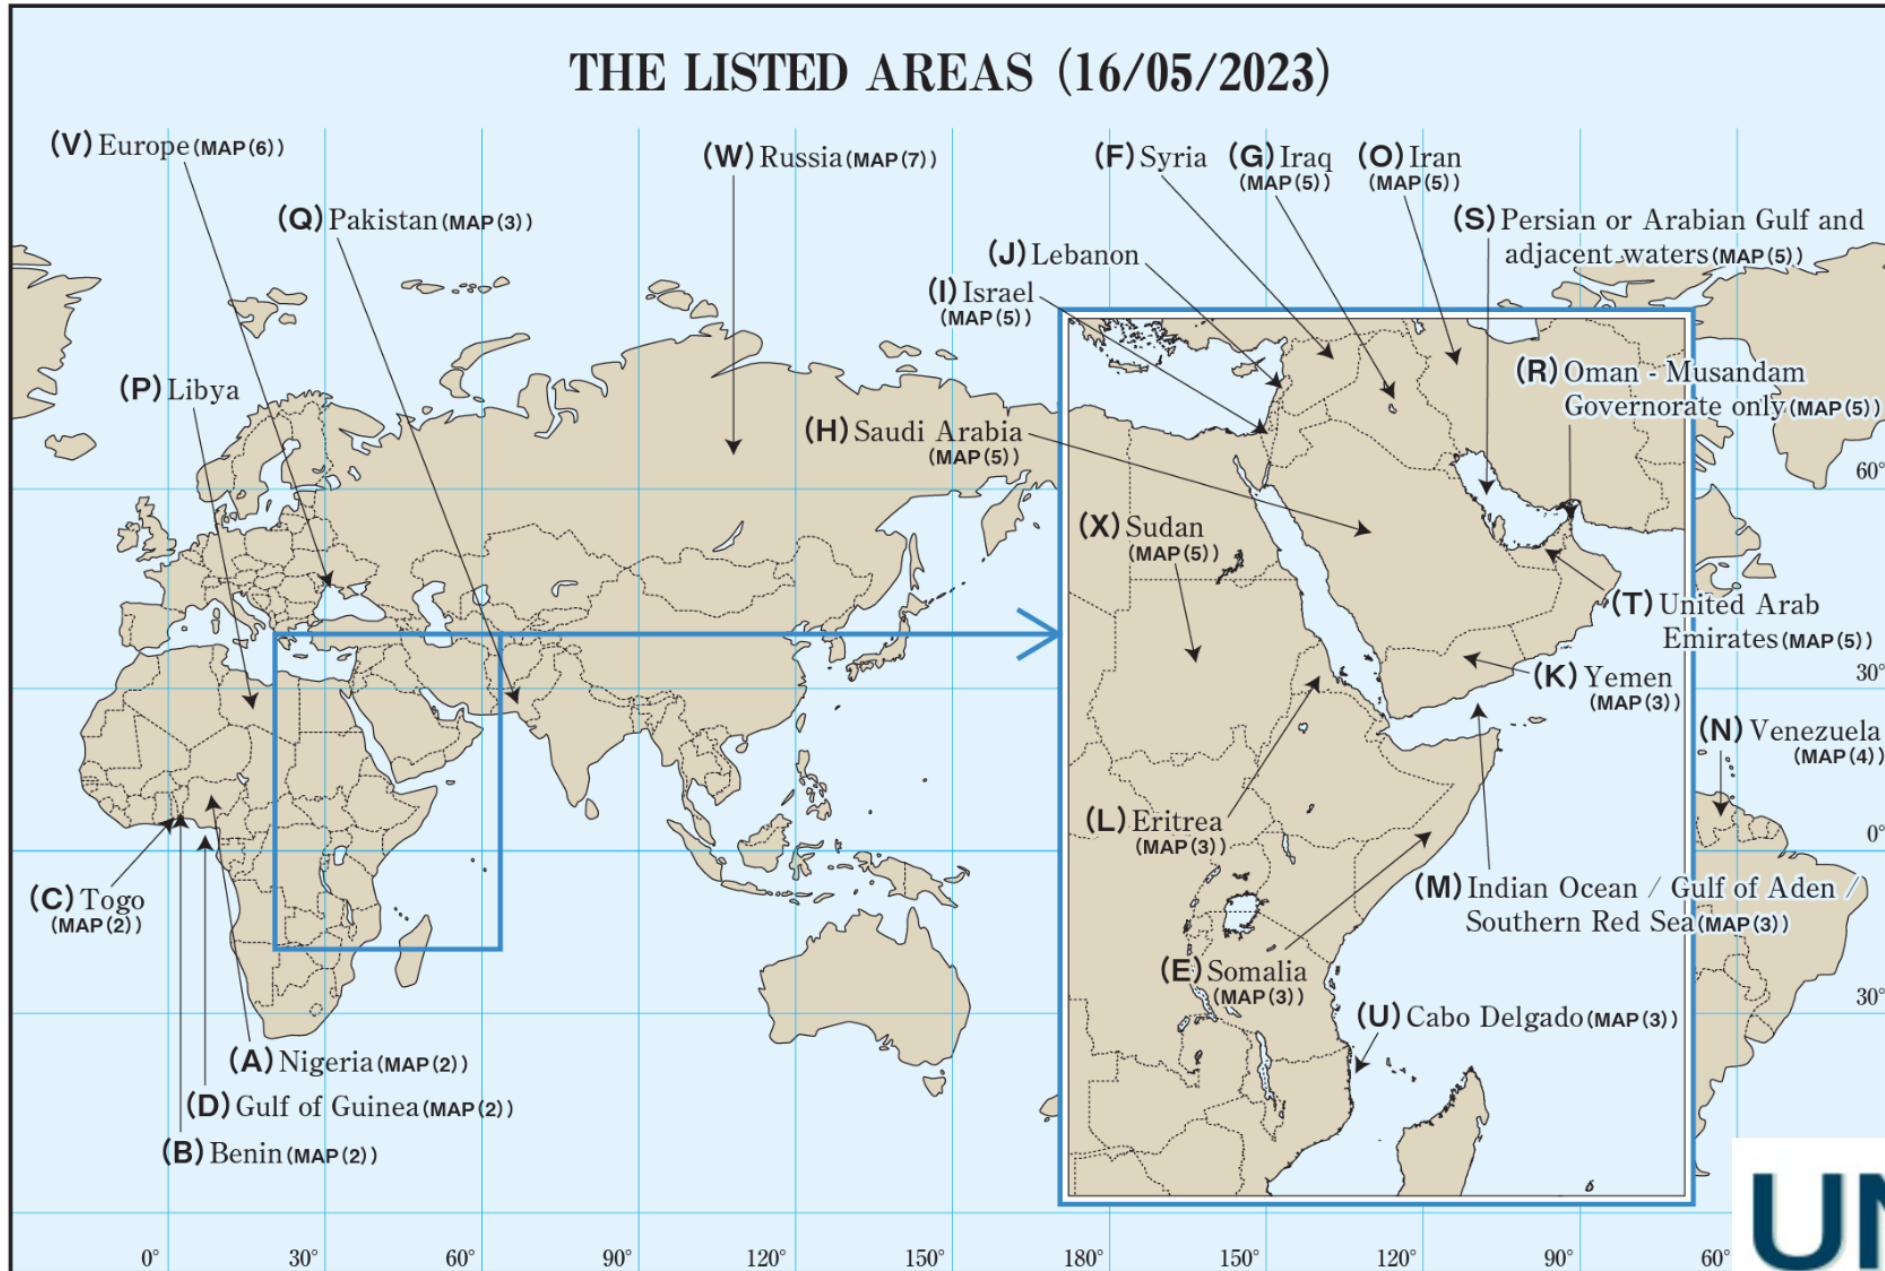 THE LISTED AREAS (16/05/2023)
(V) Europe (MAP(6))
(W) Russia (MAP(7))
(F) Syria
(G) Iraq
(MAP(5))
(O) Iran
(MAP(5))
(Q) Pakistan (MAP(3))
(S) Persian or Arabian Gulf and
adjacent waters (MAP(5))
(J) Lebanon
(I) Israel
(MAP(5))
(P) Libya
(R) Oman - Musandam
Governorate only (MAP(5))
(H) Saudi Arabia
(MAP(5))
60°
(X) Sudan
(MAP(5))
(T) United Arab
Emirates (MAP(5))
30°
(K) Yemen
(MAP(3))
(N) Venezuela
(MAP(4))
(L) Eritrea
(MAP(3))
0°
(C) Togo
(MAP(2))
(M) Indian Ocean / Gulf of Aden /
Southern Red Sea (MAP(3))
(E) Somalia
(MAP(3))
30°
(U) Cabo Delgado (MAP(3))
(A) Nigeria (MAP(2))
(D) Gulf of Guinea (MAP(2))
(B) Benin (MAP(2))
0° 30° 60° 90° 120° 150° 180° 150° 120° 90° 60°